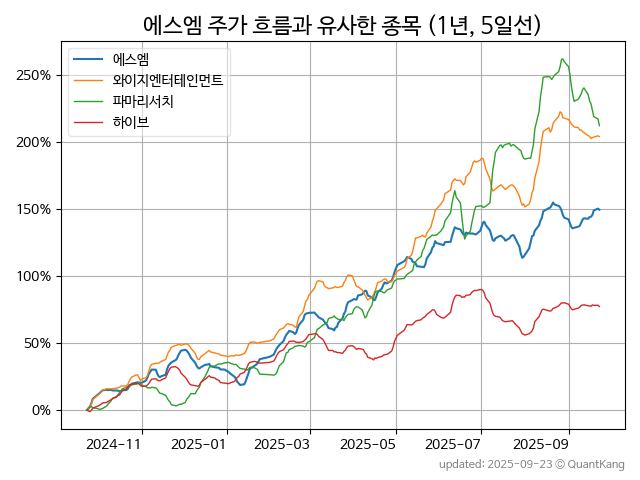 에스엠 주가 흐름과 유사한 종목 (1년, 5일선)
에스엠
와이지엔터테인먼트
파마리서치
하이브
250%
200%
150%
100%
50%
0%
2024-11 2025-01 2025-03 2025-05 2025-07 2025-09
updated: 2025-09-23 © QuantKang